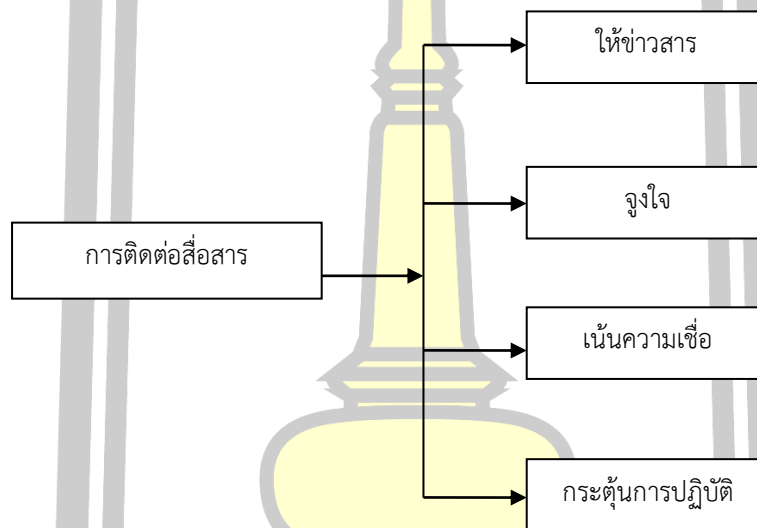 ให้ข่าวสาร
จูงใจ
การติดต่อสื่อสาร
เน้นความเชื่อ
กระตุ้นการปฏิบัติ